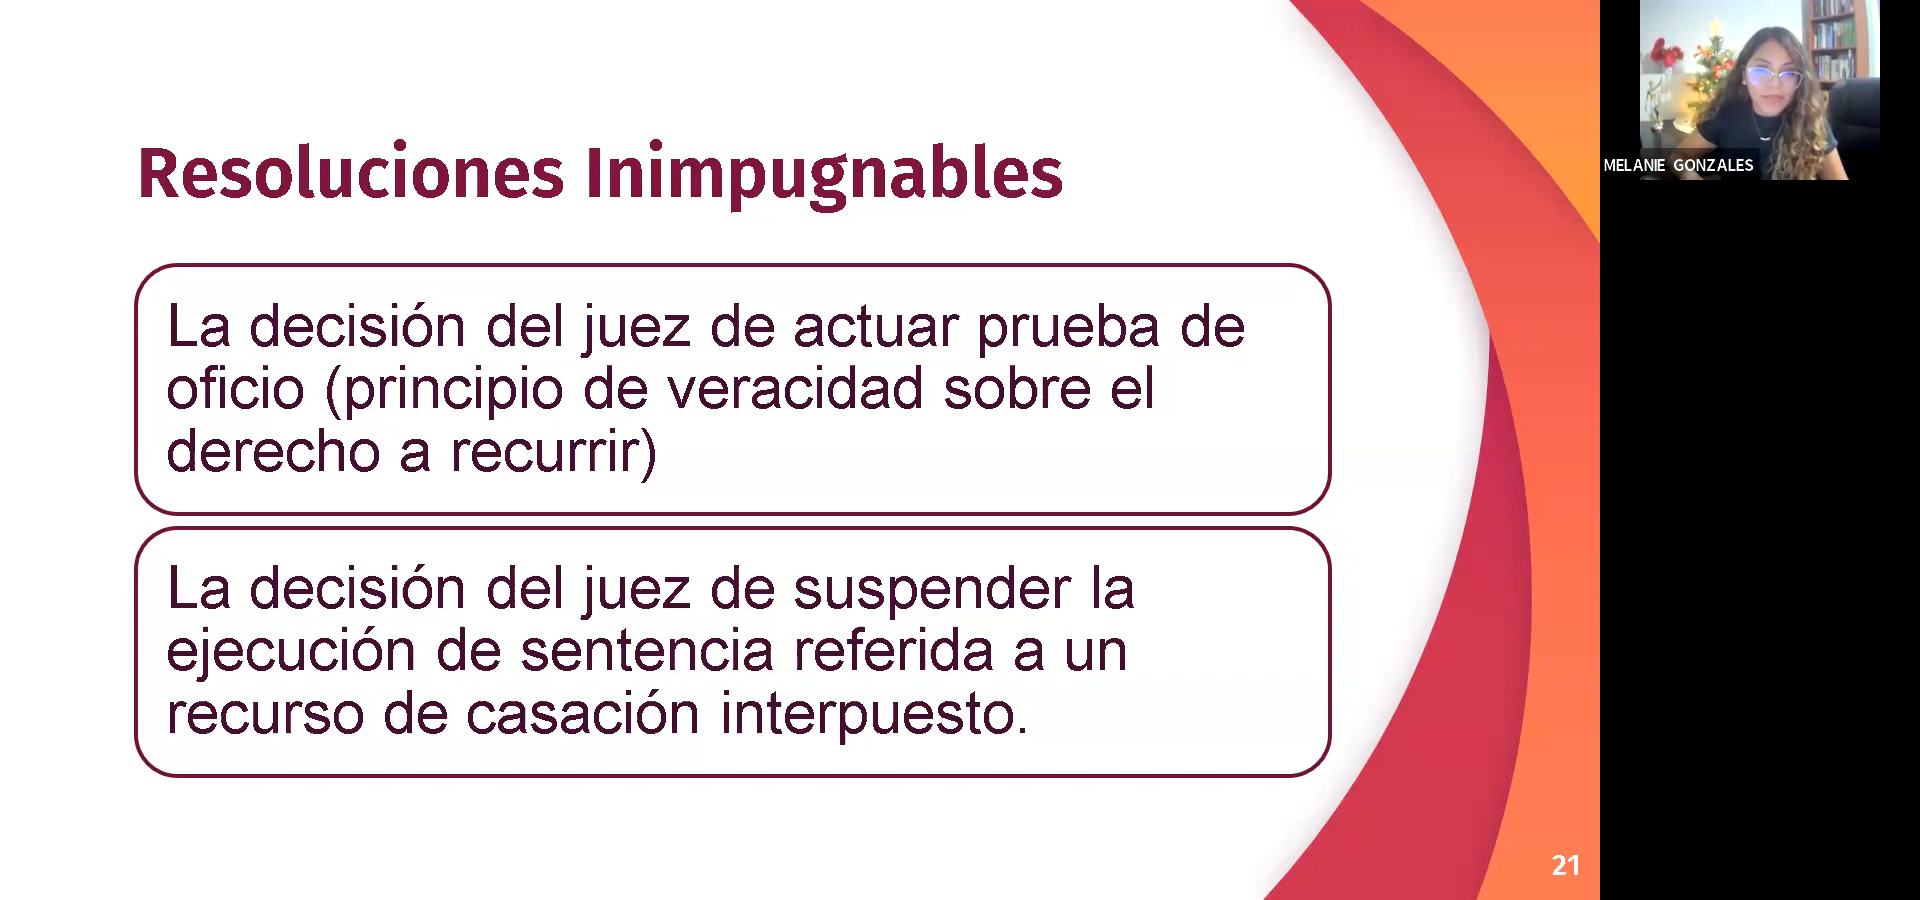 Resoluciones Inimpugnables
La decisión del juez de actuar prueba de
oficio (principio de veracidad sobre el
derecho a recurrir)
La decisión del juez de suspender la
ejecución de sentencia referida a un
recurso de casación interpuesto.
21
MELANIE GONZALES